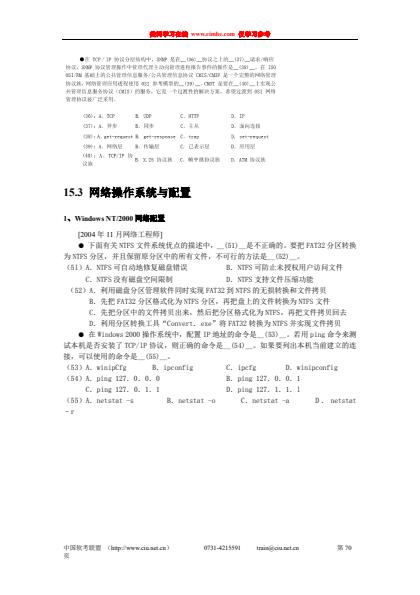 做到学习在线 www.eimhe.com 仅听习参考
●在 TCP/IP 协议分层结构中，SNMP 是在__(36)__协议之上的__(37)__请求/响应
协议。SNMP 协议管理操作中管理代理主动向管理进程报告事件的操作是__(38)__。在 ISO
OSI/RM 基础上的公共管理信息服务/公共管理信息协议 CMIS/CMIP 是一个完整的网络管理
协议族，网络管理应用进程使用 OSI 参考模型的__(39)__。CMOT 是要在__(40)__上实现公
共管理信息服务协议（CMIS）的服务，它是一个过渡性的解决方案，希望过渡到 OSI 网络
管理协议被广泛采用。
（36）：A. TCP B. UDP C. HTTP D. IP
（37）：A. 异步 B. 同步 C. 主从 D. 面向连接
（38）：A. get-request B. get-response C. trap D. set-request
（39）：A. 网络层 B. 传输层 C. 已表示层 D. 应用层
（40）：A. TCP/IP 协议族 B. X.25 协议族 C. 帧中继协议族 D. ATM 协议族
15.3 网络操作系统与配置
1、Windows NT/2000 网络配置
[2004 年 11 月网络工程师]
● 下面有关 NTFS 文件系统优点的描述中，__(51)__是不正确的。要把 FAT32 分区转换
为 NTFS 分区，并且保留原分区中的所有文件，不可行的方法是__(52)__。
（51）A. NTFS 可自动地修复磁盘错误 B. NTFS 可防止未授权用户访问文件
C. NTFS 没有磁盘空间限制 D. NTFS 支持文件压缩功能
（52）A. 利用磁盘分区管理软件同时实现 FAT32 到 NTFS 的无损转换和文件拷贝
B. 先把 FAT32 分区格式化为 NTFS 分区，再把盘上的文件转换为 NTFS 文件
C. 先把分区中的文件拷贝出来，然后把分区格式化为 NTFS，再把文件拷贝回去
D. 利用分区转换工具“Convert. exe”将 FAT32 转换为 NTFS 并实现文件拷贝
● 在 Windows 2000 操作系统中，配置 IP 地址的命令是__(53)__。若用 ping 命令来测
试本机是否安装了 TCP/IP 协议，则正确的命令是__(54)__。如果要列出本机当前建立的连
接，可以使用的命令是__(55)__。
（53）A. winipCfg B. ipconfig C. ipcfg D. winipconfig
（54）A. ping 127. 0. 0. 0 B. ping 127. 0. 0. 1
C. ping 127. 0. 1. 1 D. ping 127. 1. 1. 1
（55）A. netstat -s B. netstat -o C. netstat -a D. netstat
-r
中国软考联盟 （http://www.ciu.net.cn） 0731-4215591 train@ciu.net.cn 第 70
页